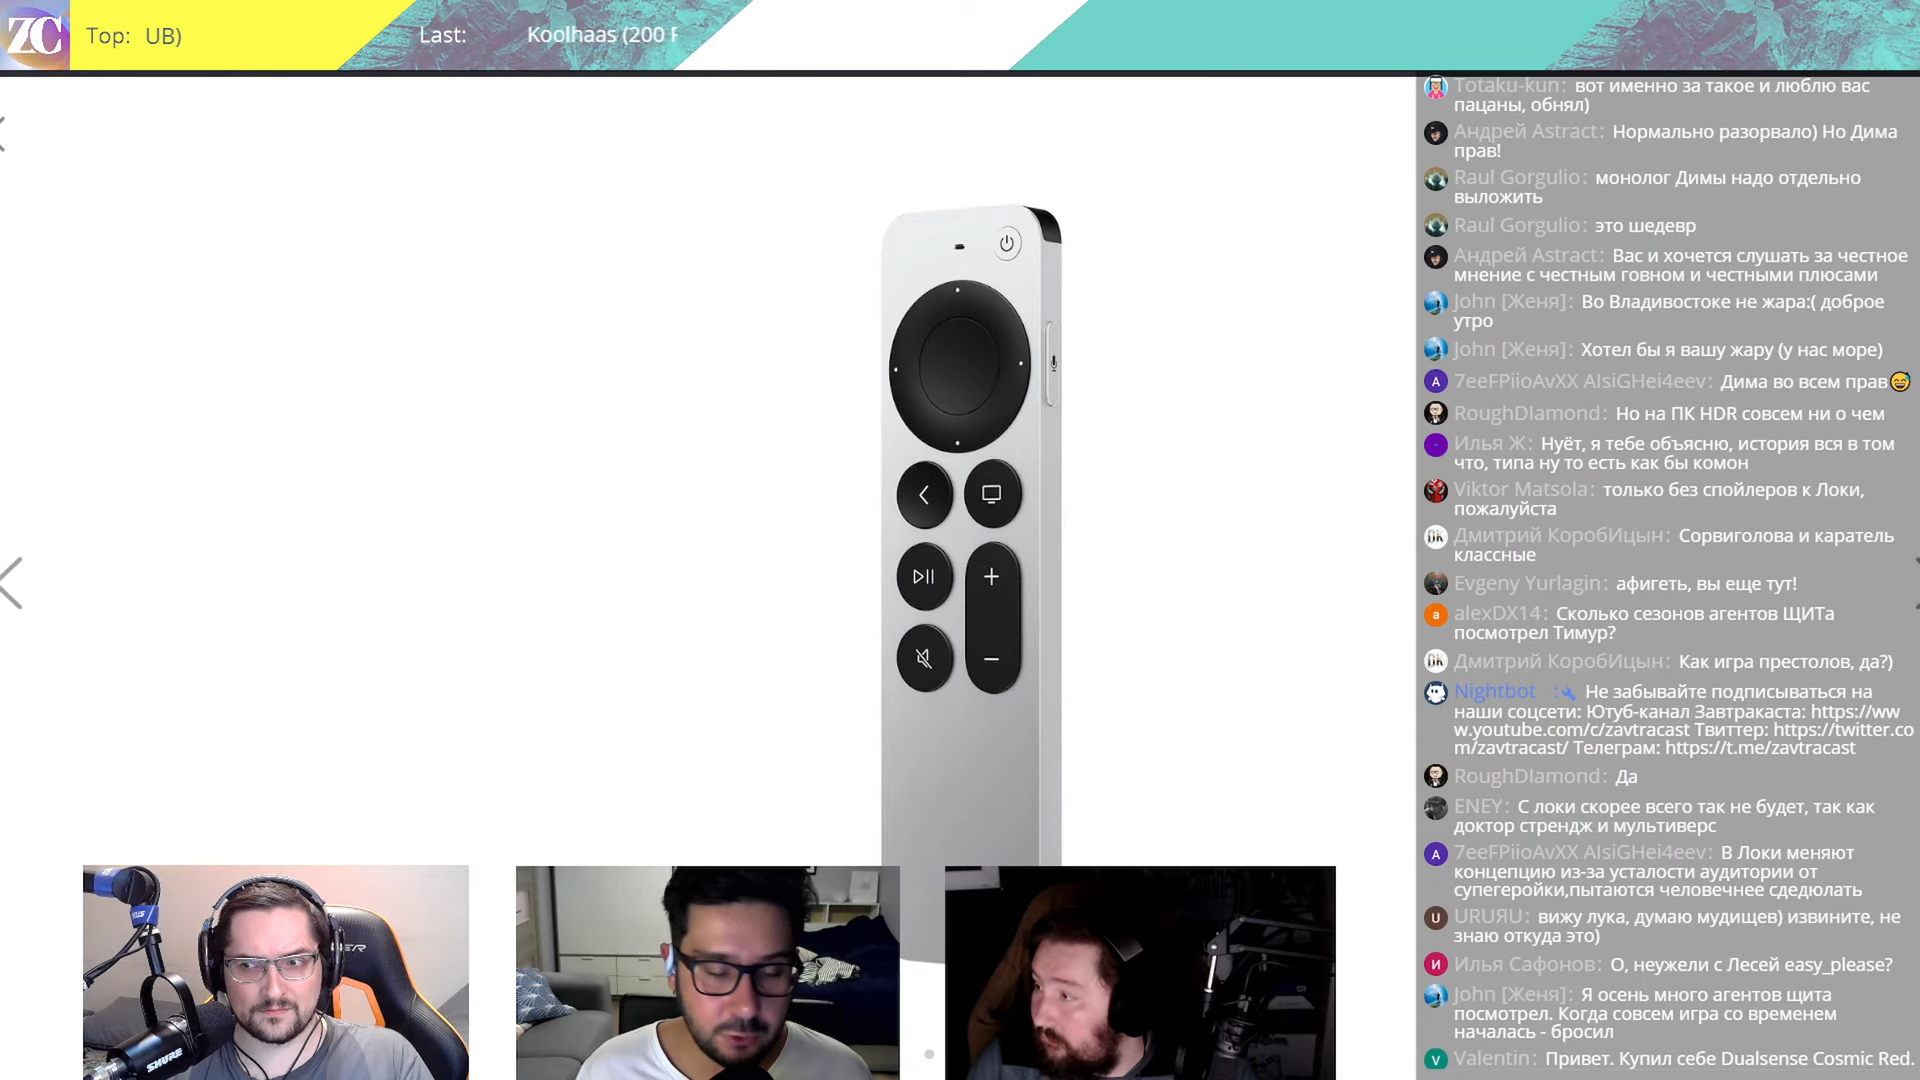 ZC
Top: UB)
Last: Koolhaas (200
Totaku-kun: вот именно за такое и люблю вас
пацаны, обнял)
Андрей Astract: Нормально разорвало) Но Дима
прав!
Raul Gorgulio: монолог Димы надо отдельно
выложить
Raul Gorgulio: это шедевр
Андрей Astract: Вас и хочется слушать за честное
мнение с честным говном и честными плюсами
John [Женя]: Во Владивостоке не жара:( доброе
утро
John [Женя]: Хотел бы я вашу жару (у нас море)
A 7eeFPiioAvXX AIsiGHei4eev: Дима во всем прав😅
RoughDIamond: Но на ПК HDR совсем ни о чем
Илья Ж: Нуёт, я тебе объясню, история вся в том
что, типа ну то есть как бы комон
Viktor Matsola: только без спойлеров к Локи,
пожалуйста
DK Дмитрий КоробИцын: Сорвиголова и каратель
классные
Evgeny Yurlagin: афигеть, вы еще тут!
a alexDX14: Сколько сезонов агентов ЩИТа
посмотрел Тимур?
DK Дмитрий КоробИцын: Как игра престолов, да?)
Nightbot : Не забывайте подписываться на
наши соцсети: Ютуб-канал Завтракаста: https://ww
w.youtube.com/c/zavtracast Твиттер: https://twitter.co
m/zavtracast/ Телеграм: https://t.me/zavtracast
RoughDIamond: Да
ENEY: С локи скорее всего так не будет, так как
доктор стрендж и мультиверс
A 7eeFPiioAvXX AIsiGHei4eev: В Локи меняют
концепцию из-за усталости аудитории от
супегеройки,пытаются человечнее сдедюлать
U URUЯU: вижу лука, думаю мудищев) извините, не
знаю откуда это)
И Илья Сафонов: О, неужели с Лесей easy_please?
John [Женя]: Я осень много агентов щита
посмотрел. Когда совсем игра со временем
началась - бросил
V Valentin: Привет. Купил себе Dualsense Cosmic Red.
SHURE